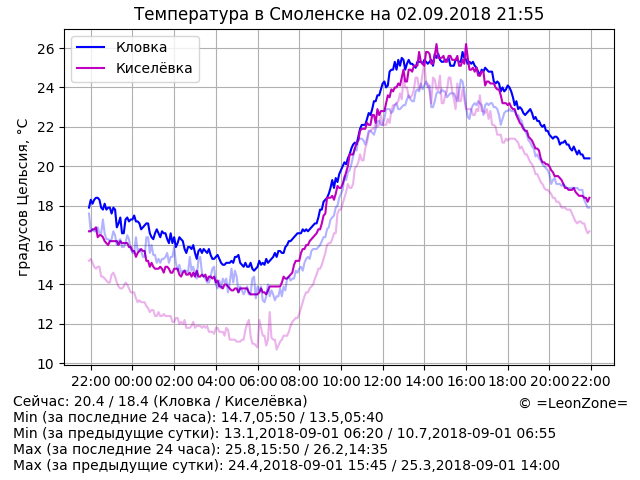 Температура в Смоленске на 02.09.2018 21:55
Кловка
Киселёвка
градусов Цельсия, °C
26
24
22
20
18
16
14
12
10
22:00 00:00 02:00 04:00 06:00 08:00 10:00 12:00 14:00 16:00 18:00 20:00 22:00
Сейчас: 20.4 / 18.4 (Кловка / Киселёвка)
© =LeonZone=
Min (за последние 24 часа): 14.7,05:50 / 13.5,05:40
Min (за предыдущие сутки): 13.1,2018-09-01 06:20 / 10.7,2018-09-01 06:55
Max (за последние 24 часа): 25.8,15:50 / 26.2,14:35
Max (за предыдущие сутки): 24.4,2018-09-01 15:45 / 25.3,2018-09-01 14:00